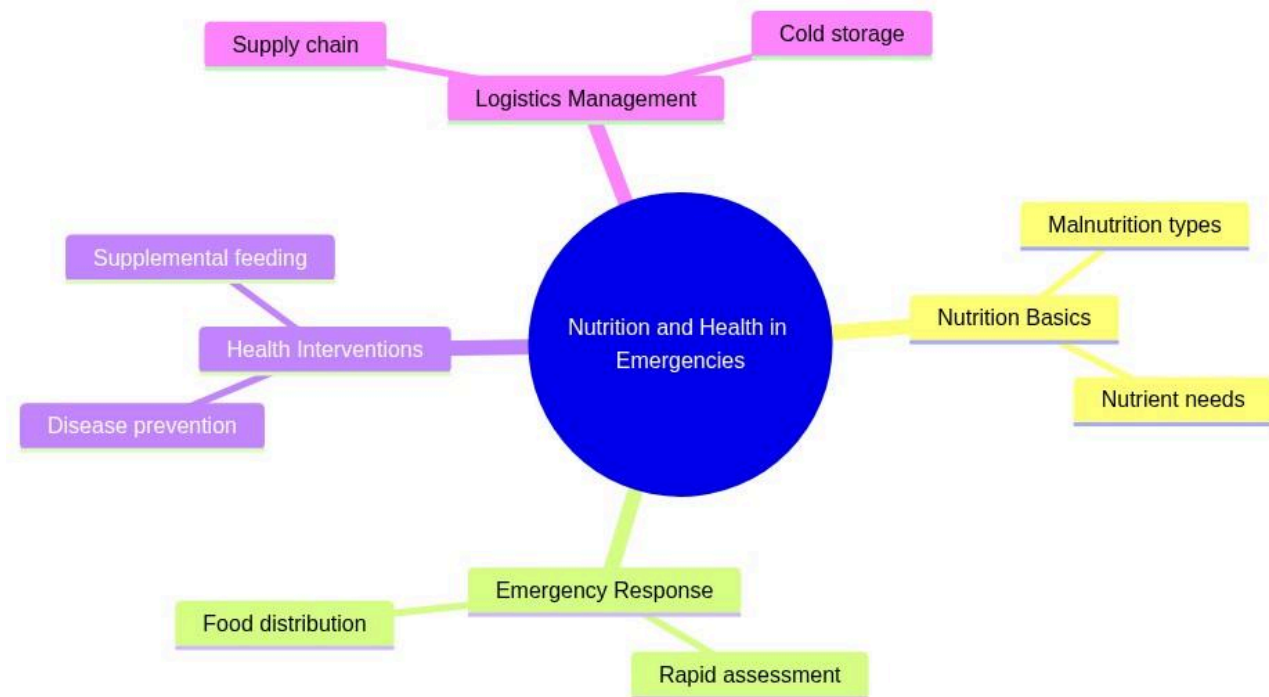 Supply chain
Cold storage
Logistics Management
Supplemental feeding
Health Interventions
Disease prevention
Nutrition and Health in
Emergencies
Malnutrition types
Nutrition Basics
Nutrient needs
Emergency Response
Food distribution
Rapid assessment